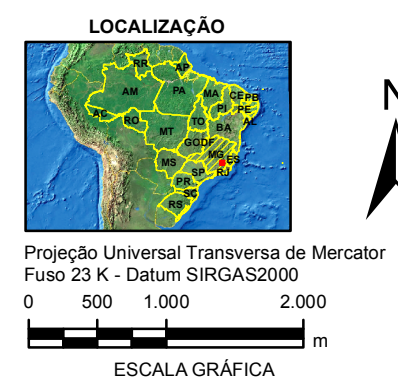 LOCALIZAÇÃO
RR AP
AM PA MA CE PB
PI PE
AC RO TO AL
MT BA
GO DF
MG ES
MS
SP RJ
PR
SC
RS
N
Projeção Universal Transversa de Mercator
Fuso 23 K - Datum SIRGAS2000
0 500 1.000 2.000
m
ESCALA GRÁFICA